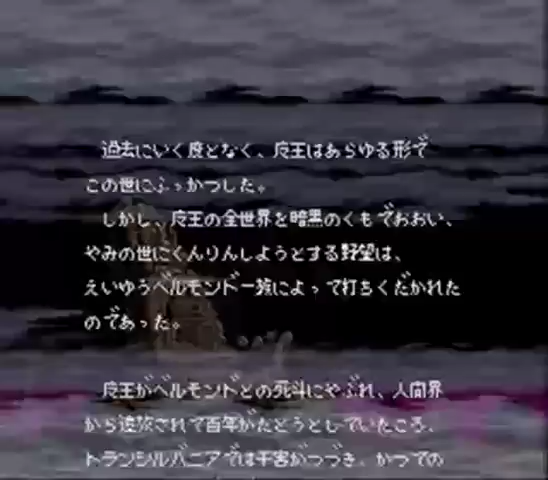 過去にいく度となく、魔王はあらゆる形で
この世にふっかつした。
しかし、魔王の全世界を暗黒のくもでおおい、
やみの世にくんりんしようとする野望は、
えいゆうベルモンド一族によって打ちくだかれた
のであった。
魔王がベルモンドとの死斗にやぶれ、人間界
から追放されて百年がたとうとしていたころ、
トランシルバニアでは干害がつづき、かつての